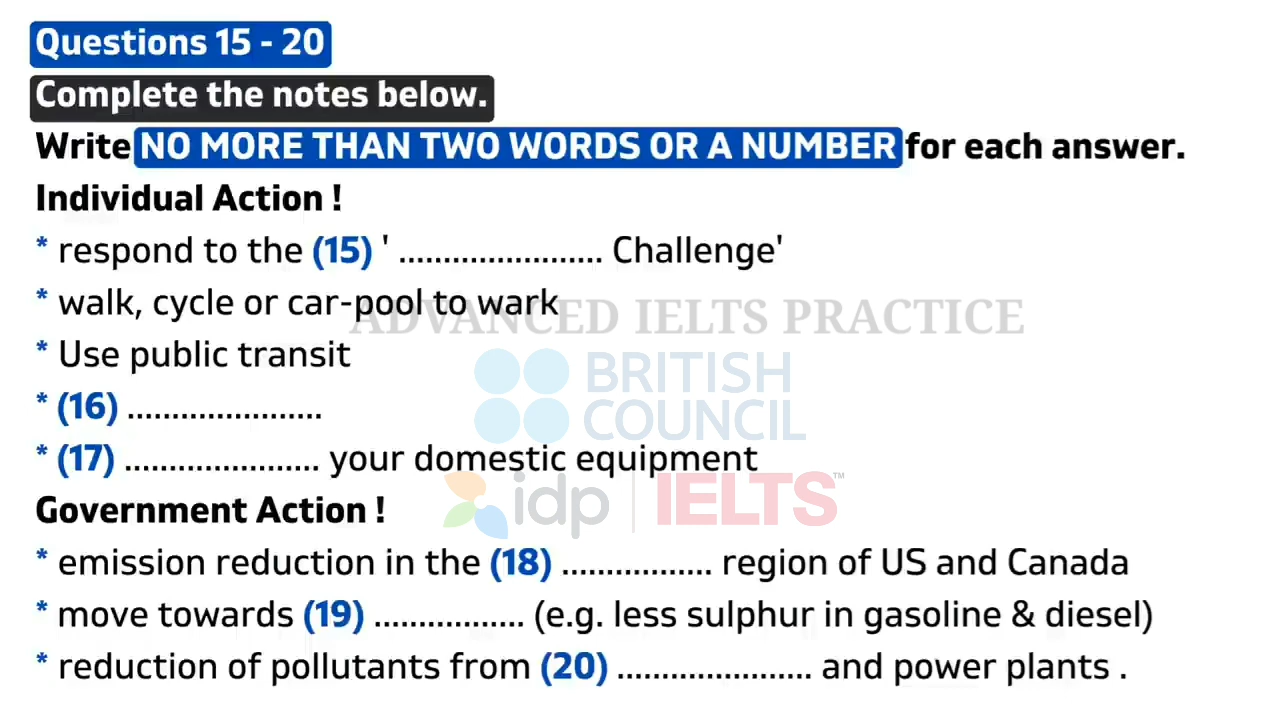 Questions 15 - 20
Complete the notes below.
Write NO MORE THAN TWO WORDS OR A NUMBER for each answer.
Individual Action !
* respond to the (15) ' ....................... Challenge'
* walk, cycle or car-pool to wark
ADVANCED IELTS PRACTICE
* Use public transit
BRITISH
* (16) ......................
COUNCIL
* (17) ...................... your domestic equipment
idp IELTS™
Government Action !
* emission reduction in the (18) ................. region of US and Canada
* move towards (19) ................. (e.g. less sulphur in gasoline & diesel)
* reduction of pollutants from (20) ...................... and power plants .